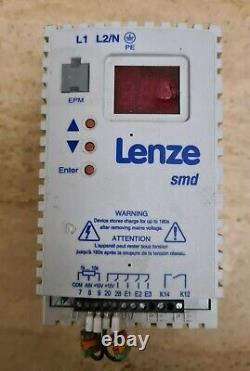 L1 L2/N
PE
EPM
Enter
Lenze
smd
WARNING
Device stores charge for up to 180s
after removing mains voltage.
ATTENTION
L'appareil peut rester sous tension
jusqu'à 180s après la coupure de la tension réseau.
COM AIN +10V +12V
7 8 9 20 28 E1 E2 E3 K14 K12